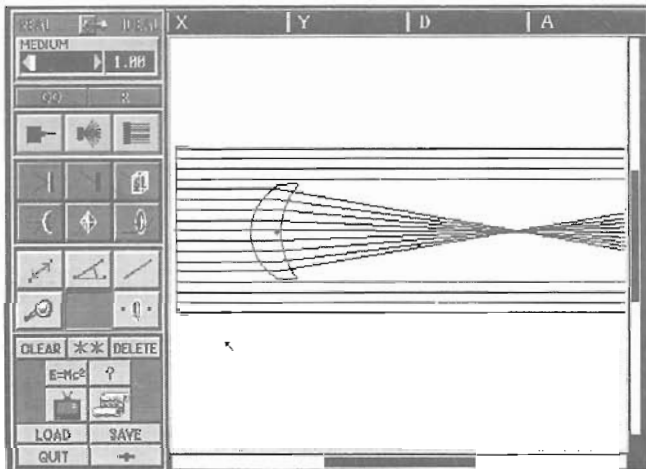 REAL IDEAL
X Y D A
MEDIUM
1.00
CLEAR ** DELETE
E=Mc² ?
LOAD SAVE
QUIT